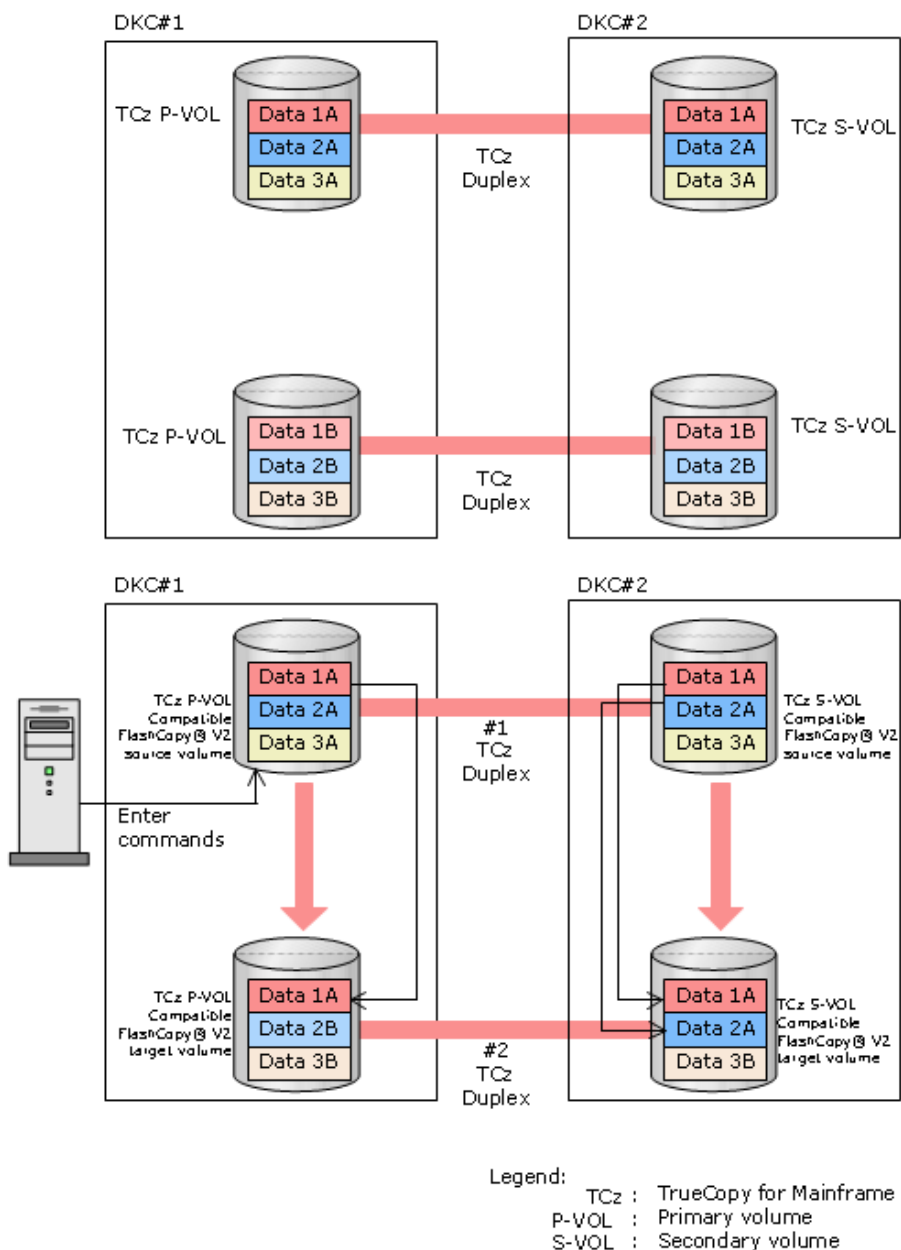 DKC#1
DKC#2
TCz P-VOL
Data 1A
Data 2A
Data 3A
TCz
Duplex
Data 1A
Data 2A
Data 3A
TCz S-VOL
TCz P-VOL
Data 1B
Data 2B
Data 3B
TCz
Duplex
Data 1B
Data 2B
Data 3B
TCz S-VOL
DKC#1
DKC#2
TCz P-VOL
Compatible
FlashCopy® V2
source volume
Data 1A
Data 2A
Data 3A
#1
TCz
Duplex
Data 1A
Data 2A
Data 3A
TCz S-VOL
Compatible
FlashCopy® V2
source volume
Enter
commands
TCz P-VOL
Compatible
FlashCopy® V2
target volume
Data 1A
Data 2B
Data 3B
#2
TCz
Duplex
Data 1A
Data 2A
Data 3B
TCz S-VOL
Compatible
FlashCopy® V2
target volume
Legend:
TCz : TrueCopy for Mainframe
P-VOL : Primary volume
S-VOL : Secondary volume